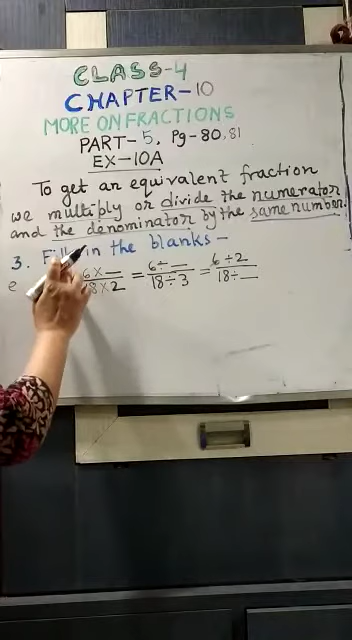 CLASS-4
CHAPTER-10
MORE ON FRACTIONS
PART-5, Pg-80,81
EX-10A
To get an equivalent fraction
we multiply or divide the numerator
and the denominator by the same number.
3. Fill in the blanks -
e 6×_/18×2 = 6÷_/18÷3 = 6÷2/18÷_